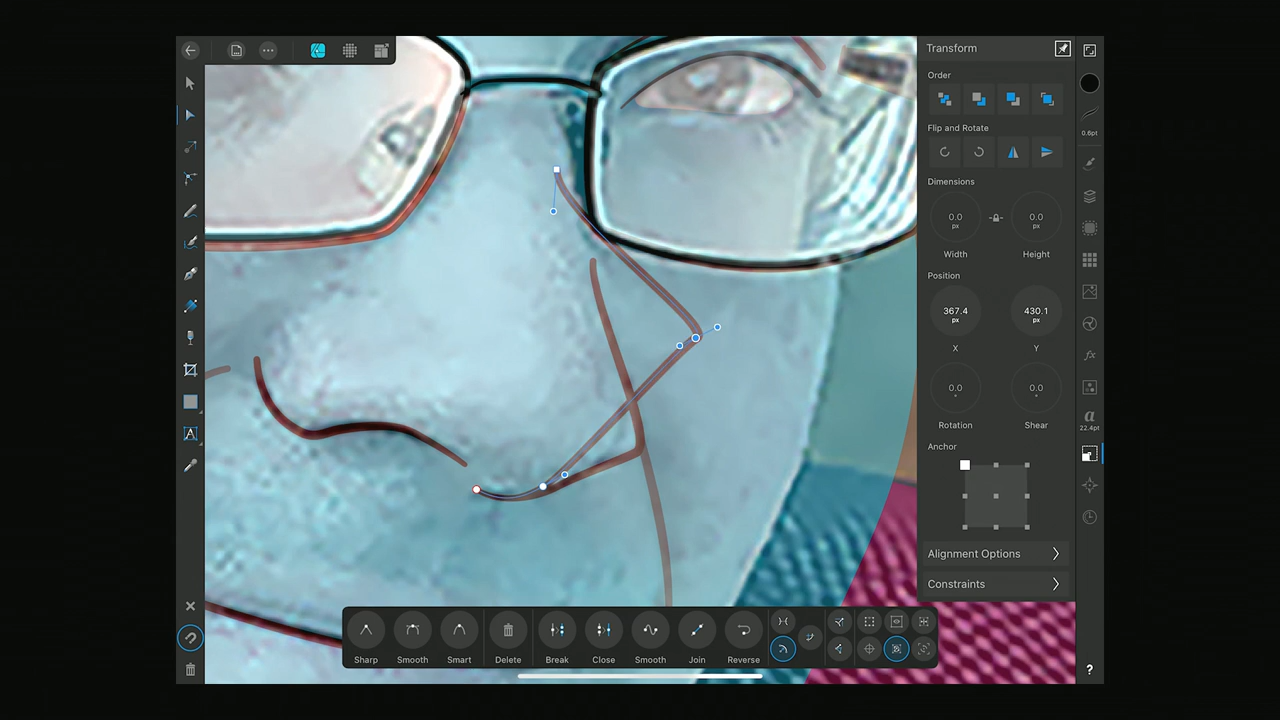 Transform
Order
Flip and Rotate
Dimensions
0.0 px
0.0 px
Width
Height
Position
367.4 px
430.1 px
X
Y
0.0
0.0
Rotation
Shear
Anchor
Alignment Options
Constraints
0.6pt
fx
a
22.4pt
?
A
Sharp
Smooth
Smart
Delete
Break
Close
Smooth
Join
Reverse